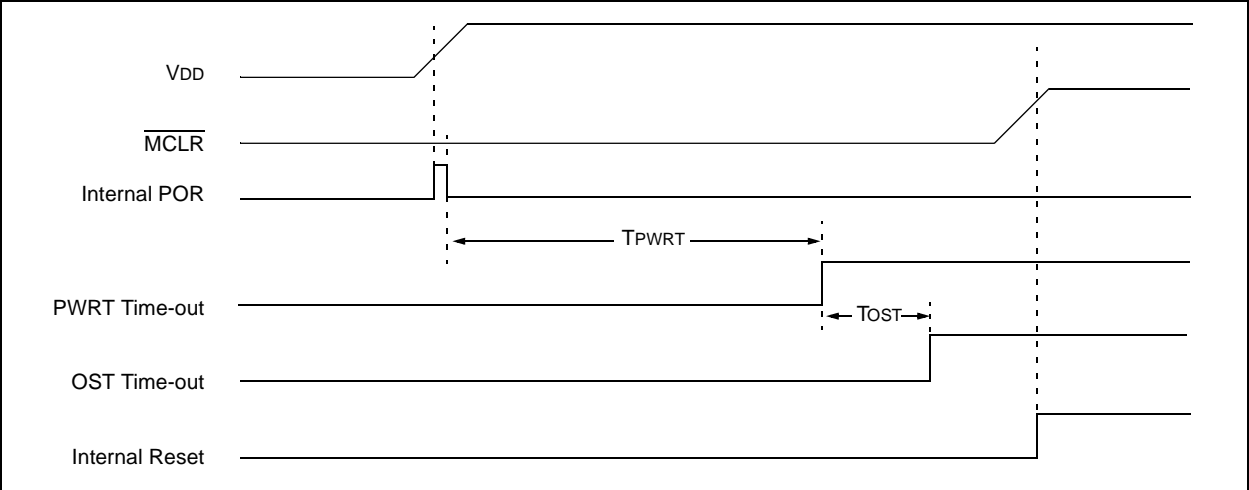 VDD
MCLR
Internal POR
TPWRT
PWRT Time-out
TOST
OST Time-out
Internal Reset